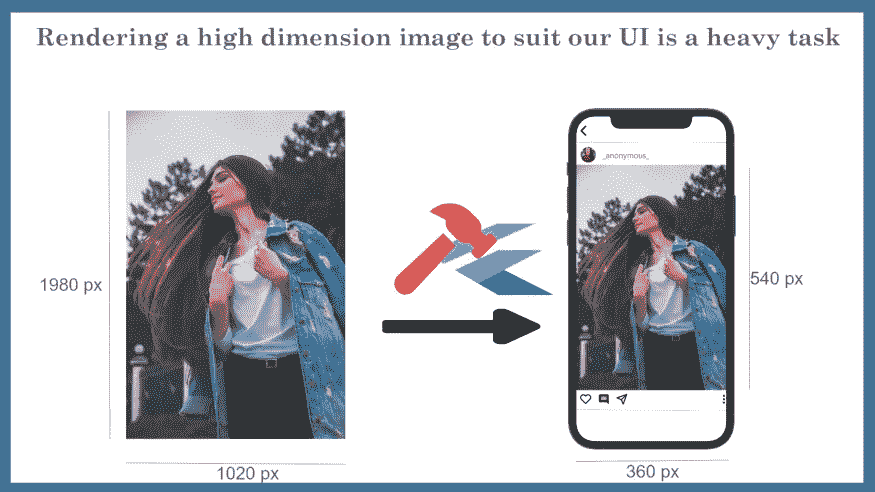 Rendering a high dimension image to suit our UI is a heavy task
_anonymous_
1980 px
540 px
1020 px
360 px